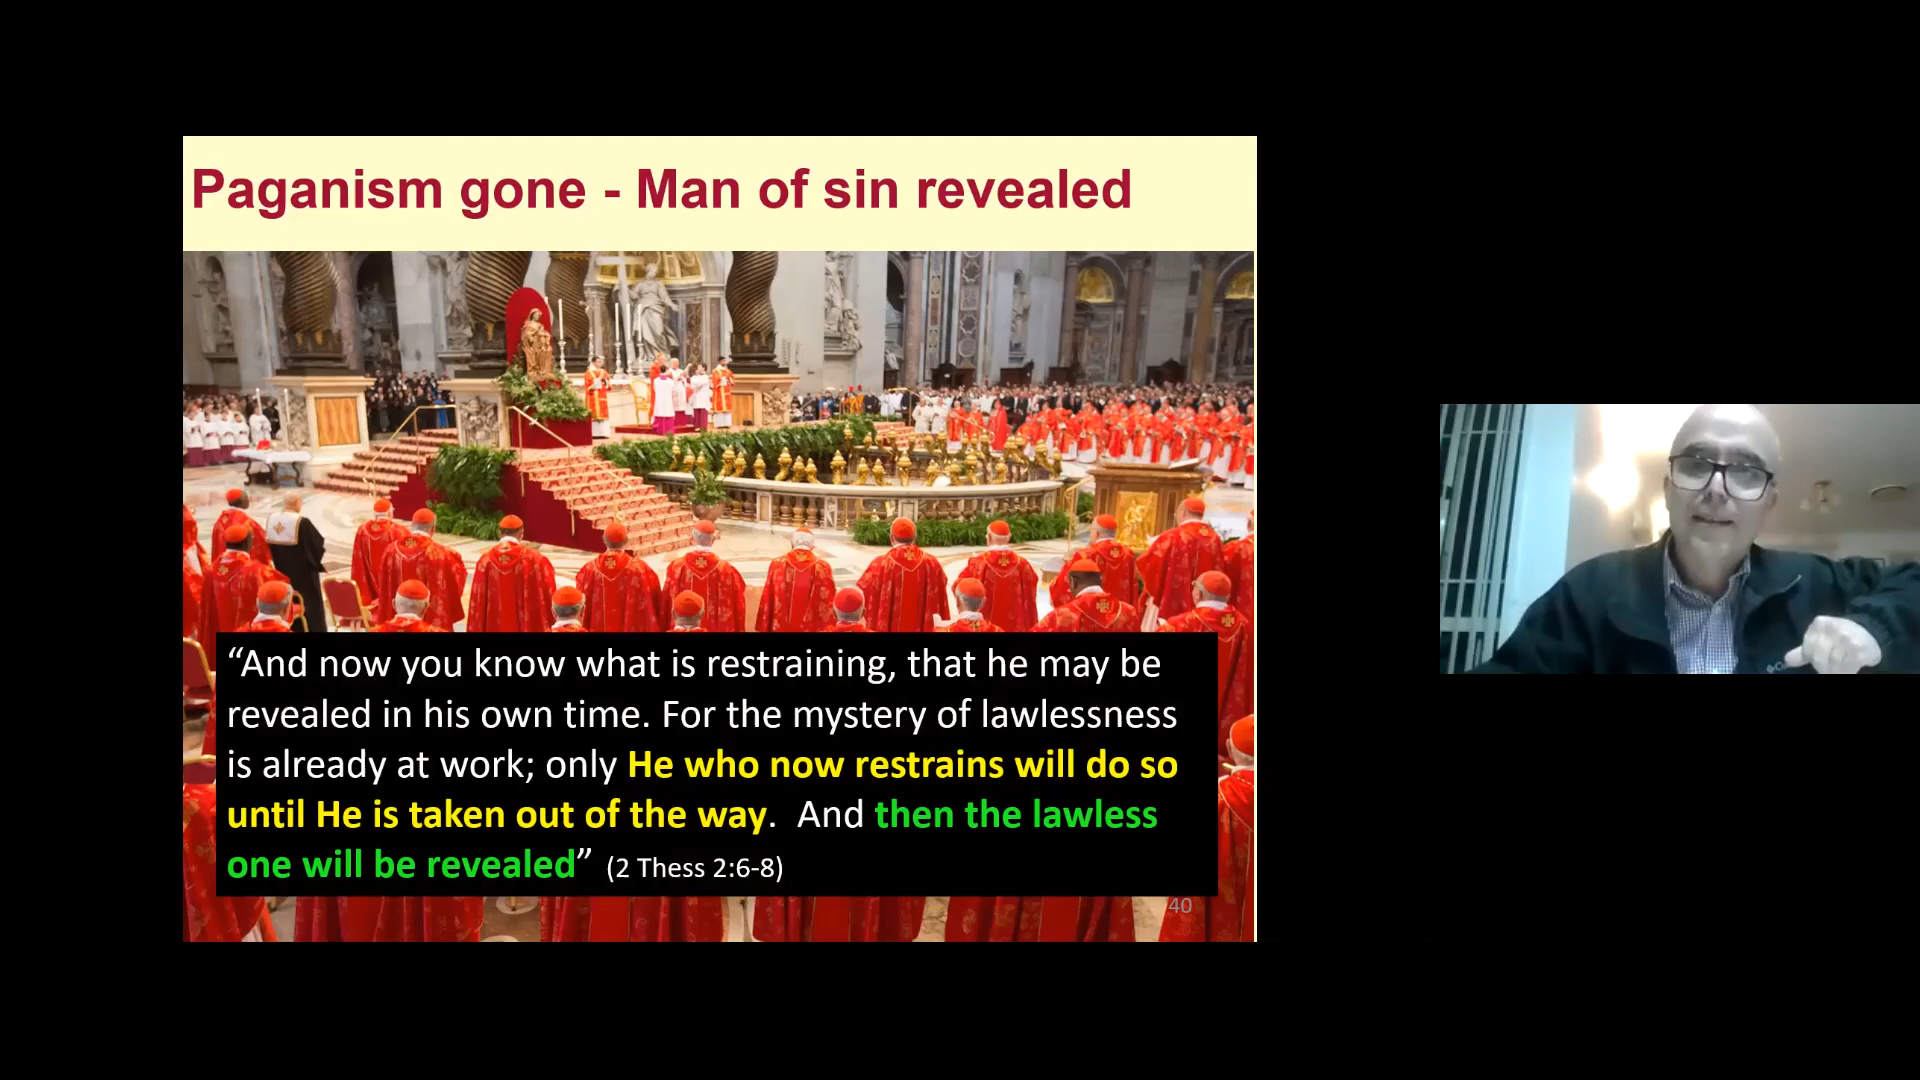 Paganism gone - Man of sin revealed
“And now you know what is restraining, that he may be
revealed in his own time. For the mystery of lawlessness
is already at work; only He who now restrains will do so
until He is taken out of the way.  And then the lawless
one will be revealed” (2 Thess 2:6-8)
40